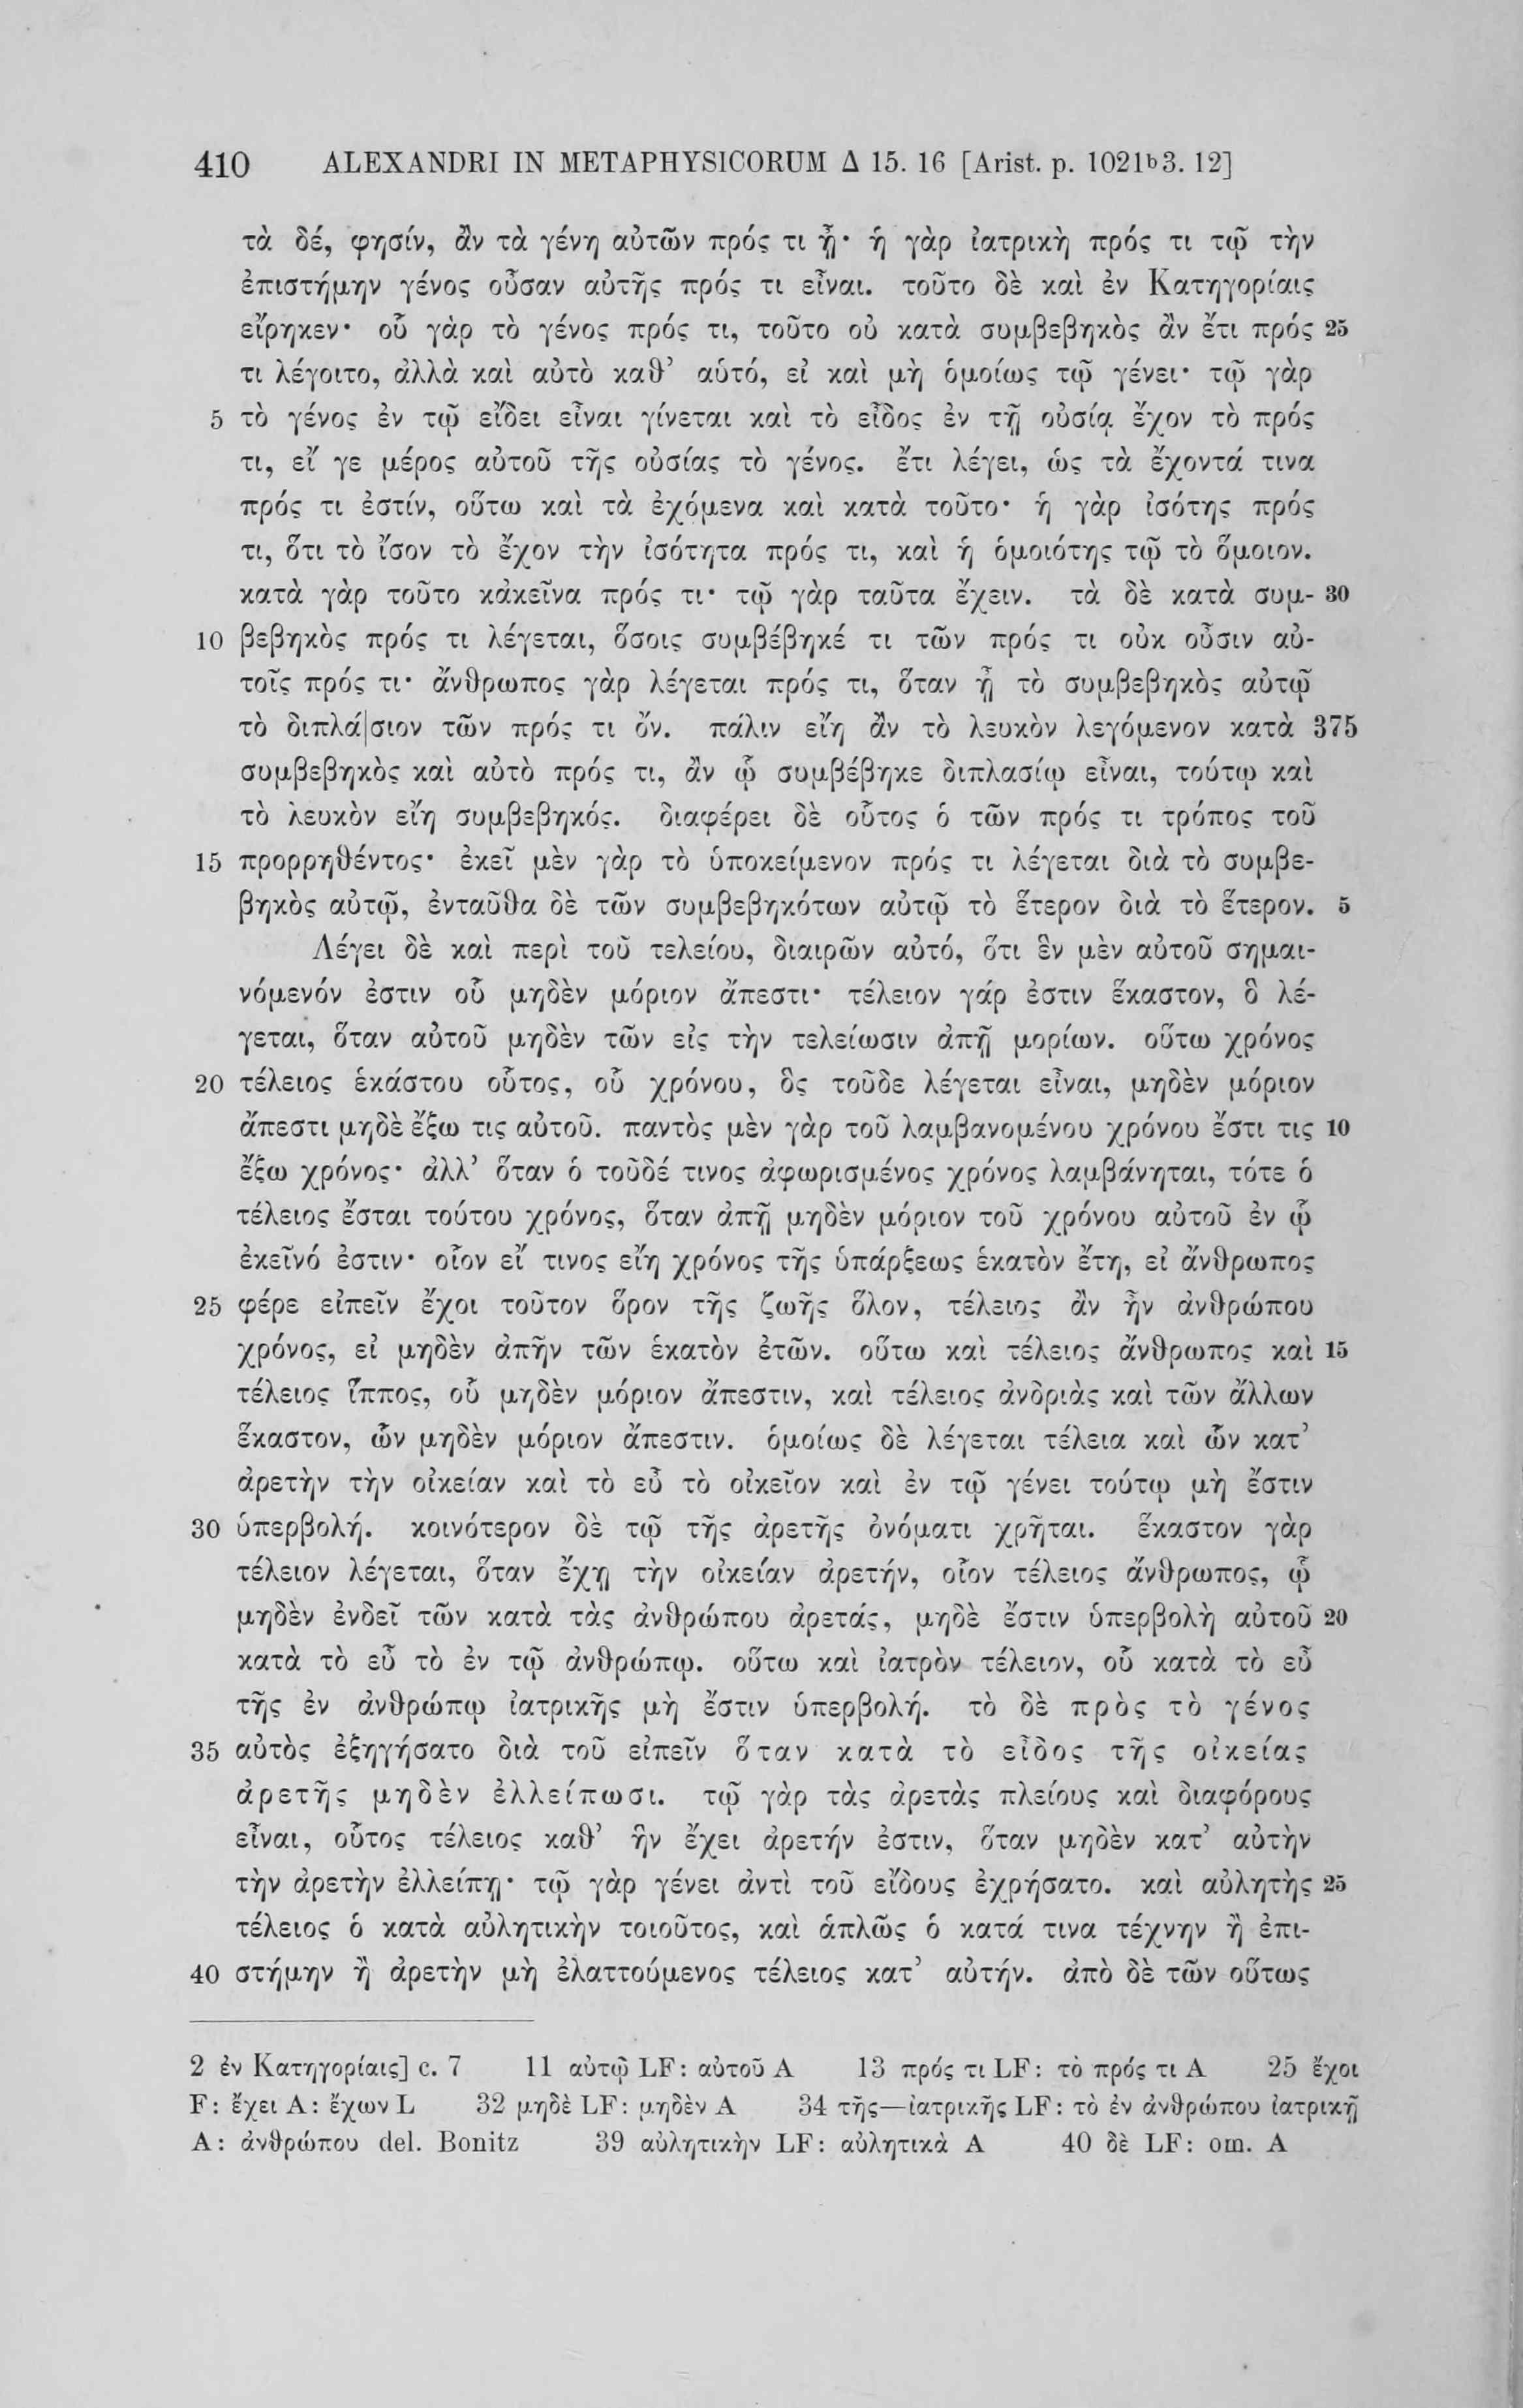 410 ALEXANDRI IN METAPHYSICORUM Δ 15. 16 [Arist. p. 1021b3. 12]
τὰ δέ, φησίν, ἂν τὰ γένη αὐτῶν πρός τι ᾖ· ἡ γὰρ ἰατρικὴ πρός τι τῷ τὴν
ἐπιστήμην γένος οὖσαν αὐτῆς πρός τι εἶναι. τοῦτο δὲ καὶ ἐν Κατηγορίαις
εἴρηκεν· οὗ γὰρ τὸ γένος πρός τι, τοῦτο οὐ κατὰ συμβεβηκὸς ἂν ἔτι πρός 25
τι λέγοιτο, ἀλλὰ καὶ αὐτὸ καθ’ αὑτό, εἰ καὶ μὴ ὁμοίως τῷ γένει· τῷ γὰρ
5 τὸ γένος ἐν τῷ εἴδει εἶναι γίνεται καὶ τὸ εἶδος ἐν τῇ οὐσίᾳ ἔχον τὸ πρός
τι, εἴ γε μέρος αὐτοῦ τῆς οὐσίας τὸ γένος. ἔτι λέγει, ὡς τὰ ἔχοντά τινα
πρός τι ἐστίν, οὕτω καὶ τὰ ἐχόμενα καὶ κατὰ τοῦτο· ἡ γὰρ ἰσότης πρός
τι, ὅτι τὸ ἴσον τὸ ἔχον τὴν ἰσότητα πρός τι, καὶ ἡ ὁμοιότης τῷ τὸ ὅμοιον.
κατὰ γὰρ τοῦτο κἀκεῖνα πρός τι· τῷ γὰρ ταῦτα ἔχειν. τὰ δὲ κατὰ συμ- 30
10 βεβηκὸς πρός τι λέγεται, ὅσοις συμβέβηκέ τι τῶν πρός τι οὐκ οὖσιν αὐ-
τοῖς πρός τι· ἄνθρωπος γὰρ λέγεται πρός τι, ὅταν ᾖ τὸ συμβεβηκὸς αὐτῷ
τὸ διπλά|σιον τῶν πρός τι ὄν. πάλιν εἴη ἂν τὸ λευκὸν λεγόμενον κατὰ 375
συμβεβηκὸς καὶ αὐτὸ πρός τι, ἂν ᾧ συμβέβηκε διπλασίῳ εἶναι, τούτῳ καὶ
τὸ λευκὸν εἴη συμβεβηκός. διαφέρει δὲ οὗτος ὁ τῶν πρός τι τρόπος τοῦ
15 προρρηθέντος· ἐκεῖ μὲν γὰρ τὸ ὑποκείμενον πρός τι λέγεται διὰ τὸ συμβε-
βηκὸς αὐτῷ, ἐνταῦθα δὲ τῶν συμβεβηκότων αὐτῷ τὸ ἕτερον διὰ τὸ ἕτερον. 5
Λέγει δὲ καὶ περὶ τοῦ τελείου, διαιρῶν αὐτό, ὅτι ἓν μὲν αὐτοῦ σημαι-
νόμενόν ἐστιν οὗ μηδὲν μόριον ἄπεστι· τέλειον γάρ ἐστιν ἕκαστον, ὃ λέ-
γεται, ὅταν αὐτοῦ μηδὲν τῶν εἰς τὴν τελείωσιν ἀπῇ μορίων. οὕτω χρόνος
20 τέλειος ἑκάστου οὗτος, οὗ χρόνου, ὃς τοῦδε λέγεται εἶναι, μηδὲν μόριον
ἄπεστι μηδὲ ἔξω τις αὐτοῦ. παντὸς μὲν γὰρ τοῦ λαμβανομένου χρόνου ἔστι τις 10
ἔξω χρόνος· ἀλλ’ ὅταν ὁ τοῦδέ τινος ἀφωρισμένος χρόνος λαμβάνηται, τότε ὁ
τέλειος ἔσται τούτου χρόνος, ὅταν ἀπῇ μηδὲν μόριον τοῦ χρόνου αὐτοῦ ἐν ᾧ
ἐκεῖνό ἐστιν· οἷον εἴ τινος εἴη χρόνος τῆς ὑπάρξεως ἑκατὸν ἔτη, εἰ ἄνθρωπος
25 φέρε εἰπεῖν ἔχοι τοῦτον ὅρον τῆς ζωῆς ὅλον, τέλειος ἂν ἦν ἀνθρώπου
χρόνος, εἰ μηδὲν ἀπῆν τῶν ἑκατὸν ἐτῶν. οὕτω καὶ τέλειος ἄνθρωπος καὶ 15
τέλειος ἵππος, οὗ μηδὲν μόριον ἄπεστιν, καὶ τέλειος ἀνδριὰς καὶ τῶν ἄλλων
ἕκαστον, ὧν μηδὲν μόριον ἄπεστιν. ὁμοίως δὲ λέγεται τέλεια καὶ ὧν κατ’
ἀρετὴν τὴν οἰκείαν καὶ τὸ εὖ τὸ οἰκεῖον καὶ ἐν τῷ γένει τούτῳ μὴ ἔστιν
30 ὑπερβολή. κοινότερον δὲ τῷ τῆς ἀρετῆς ὀνόματι χρῆται. ἕκαστον γὰρ
τέλειον λέγεται, ὅταν ἔχῃ τὴν οἰκείαν ἀρετήν, οἷον τέλειος ἄνθρωπος, ᾧ
μηδὲν ἐνδεῖ τῶν κατὰ τὰς ἀνθρώπου ἀρετάς, μηδὲ ἔστιν ὑπερβολὴ αὐτοῦ 20
κατὰ τὸ εὖ τὸ ἐν τῷ ἀνθρώπῳ. οὕτω καὶ ἰατρὸν τέλειον, οὗ κατὰ τὸ εὖ
τῆς ἐν ἀνθρώπῳ ἰατρικῆς μὴ ἔστιν ὑπερβολή. τὸ δὲ πρὸς τὸ γένος
35 αὐτὸς ἐξηγήσατο διὰ τοῦ εἰπεῖν ὅταν κατὰ τὸ εἶδος τῆς οἰκείας
ἀρετῆς μηδὲν ἐλλείπωσι. τῷ γὰρ τὰς ἀρετὰς πλείους καὶ διαφόρους
εἶναι, οὗτος τέλειος καθ’ ἣν ἔχει ἀρετήν ἐστιν, ὅταν μηδὲν κατ’ αὐτὴν
τὴν ἀρετὴν ἐλλείπῃ· τῷ γὰρ γένει ἀντὶ τοῦ εἴδους ἐχρήσατο. καὶ αὐλητὴς 25
τέλειος ὁ κατὰ αὐλητικὴν τοιοῦτος, καὶ ἁπλῶς ὁ κατά τινα τέχνην ἢ ἐπι-
40 στήμην ἢ ἀρετὴν μὴ ἐλαττούμενος τέλειος κατ’ αὐτήν. ἀπὸ δὲ τῶν οὕτως
2 ἐν Κατηγορίαις] c. 7 11 αὐτῷ LF: αὐτοῦ A 13 πρός τι LF: τὸ πρός τι A 25 ἔχοι
F: ἔχει A: ἔχων L 32 μηδὲ LF: μηδὲν A 34 τῆς—ἰατρικῆς LF: τὸ ἐν ἀνθρώπου ἰατρικῇ
A: ἀνθρώπου del. Bonitz 39 αὐλητικὴν LF: αὐλητικὰ A 40 δὲ LF: om. A